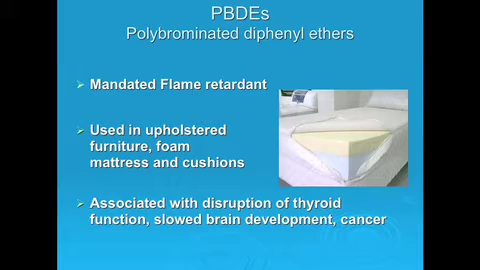 PBDEs
Polybrominated diphenyl ethers
Mandated Flame retardant
Used in upholstered
furniture, foam
mattress and cushions
Associated with disruption of thyroid
function, slowed brain development, cancer